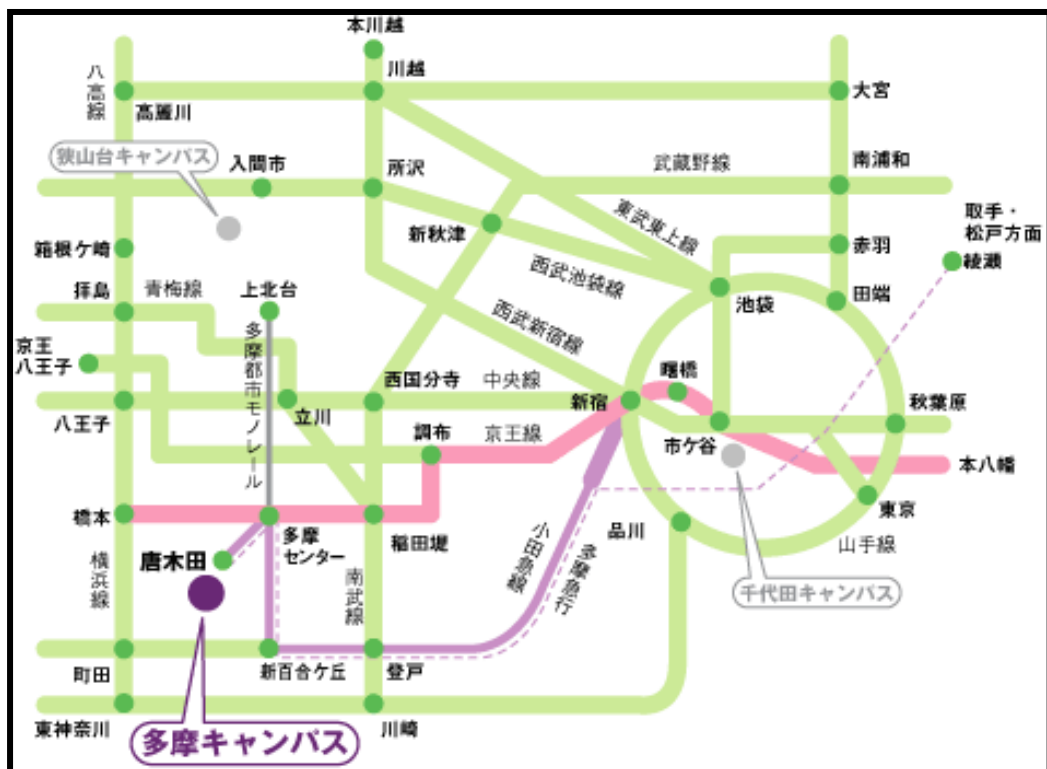 本川越
八高線
川越
高麗川
大宮
狭山台キャンパス
入間市
所沢
武蔵野線
南浦和
取手・
松戸方面
新秋津
東武東上線
赤羽
綾瀬
箱根ケ崎
西武池袋線
拝島
青梅線
上北台
池袋
田端
西武新宿線
京王
八王子
多摩都市モノレール
西国分寺
中央線
曙橋
新宿
秋葉原
八王子
立川
調布
京王線
市ケ谷
本八幡
橋本
多摩
センター
稲田堤
品川
東京
山手線
唐木田
横浜線
南武線
小田急線
多摩急行
千代田キャンパス
町田
新百合ケ丘
登戸
東神奈川
多摩キャンパス
川崎